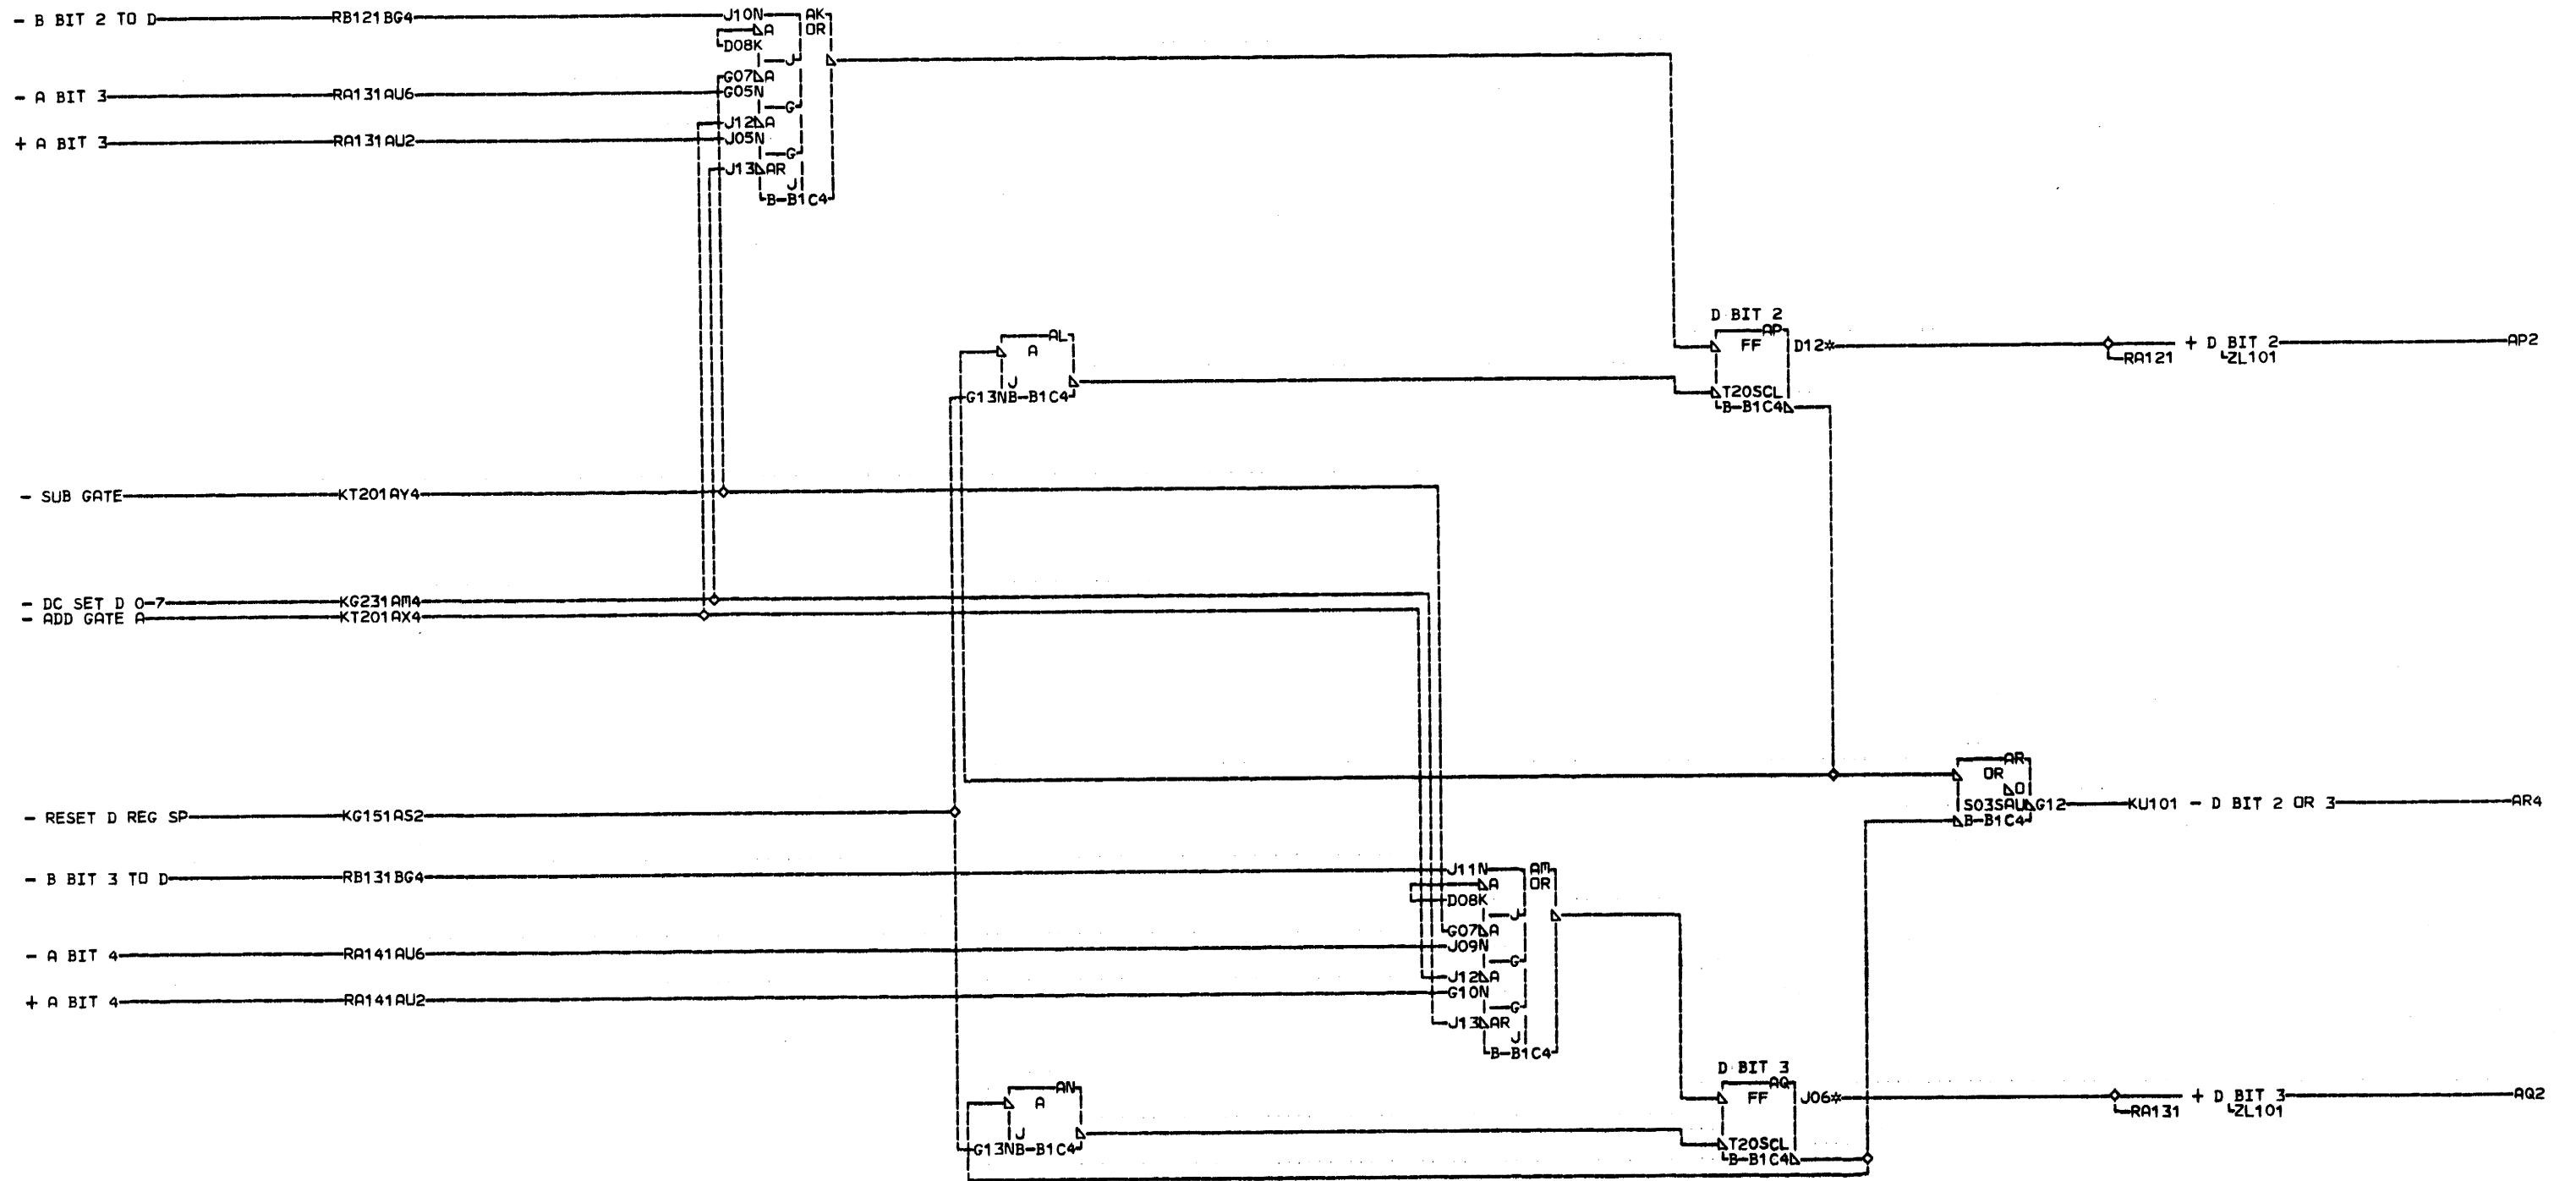 - B BIT 2 TO D RB121BG4 J10N AK
A OR
D08K
J
G07 A
- A BIT 3 RA131AU6 G05N
G
J12 A
+ A BIT 3 RA131AU2 J05N
G
J13 AR
J
B-B1C4
D BIT 2
AP
FF D12* + D BIT 2 AP2
RA121 ZL101
T20SCL
B-B1C4
AL
A
J
G13NB-B1C4
- SUB GATE KT201AY4
- DC SET D 0-7 KG231AM4
- ADD GATE A KT201AX4
AR
OR
O
S03SAU G12 KU101 - D BIT 2 OR 3 AR4
B-B1C4
- RESET D REG SP KG151AS2
- B BIT 3 TO D RB131BG4 J11N AM
A OR
D08K
J
G07 A
- A BIT 4 RA141AU6 J09N
G
J12 A
+ A BIT 4 RA141AU2 G10N
G
J13 AR
J
B-B1C4
D BIT 3
AQ
FF J06* + D BIT 3 AQ2
RA131 ZL101
T20SCL
B-B1C4
AN
A
J
G13NB-B1C4